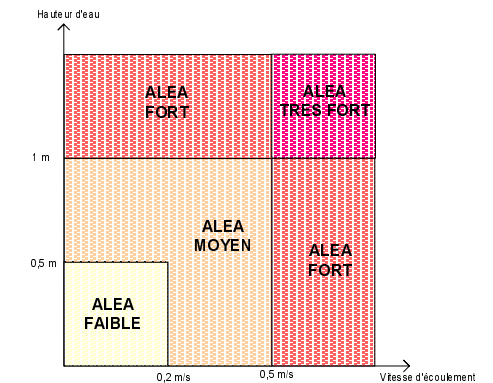 Hauteur d'eau
ALEA
FORT
ALEA
TRES FORT
1 m
ALEA
MOYEN
ALEA
FORT
0,5 m
ALEA
FAIBLE
0,2 m/s
0,5 m/s
Vitesse d'écoulement